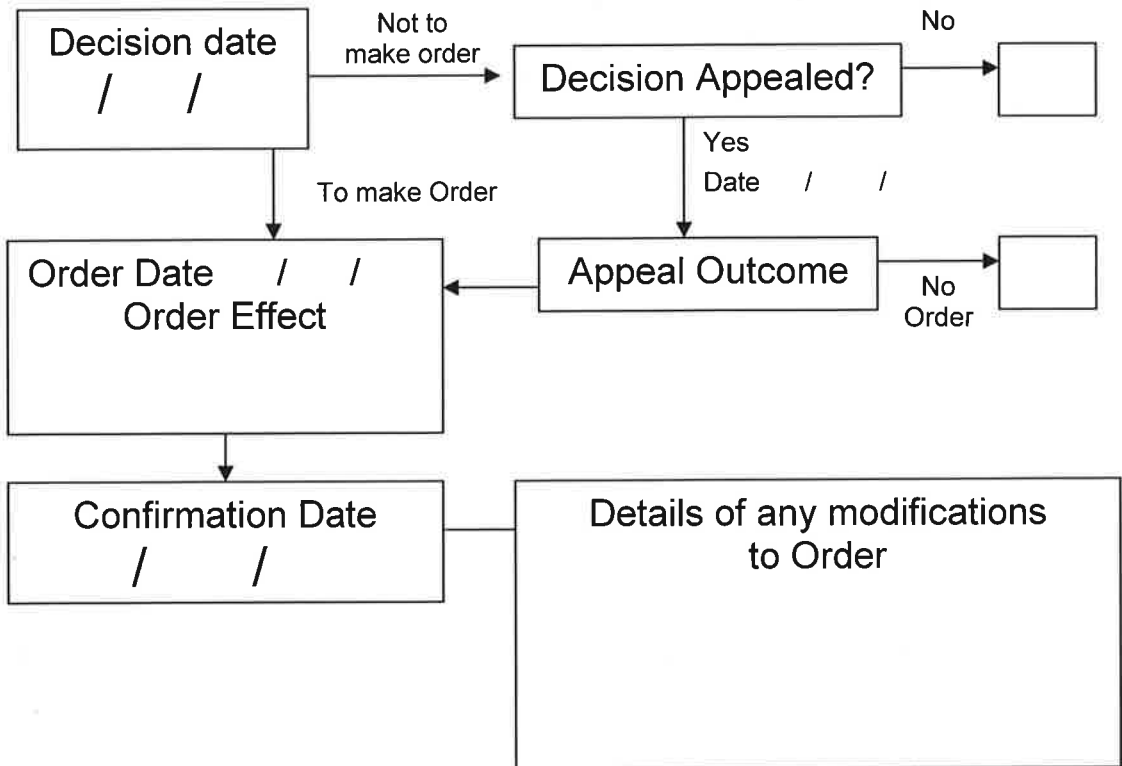 Decision date
/ /
Not to
make order
Decision Appealed?
No
Yes
Date / /
To make Order
Order Date / /
Order Effect
Appeal Outcome
No
Order
Confirmation Date
/ /
Details of any modifications
to Order